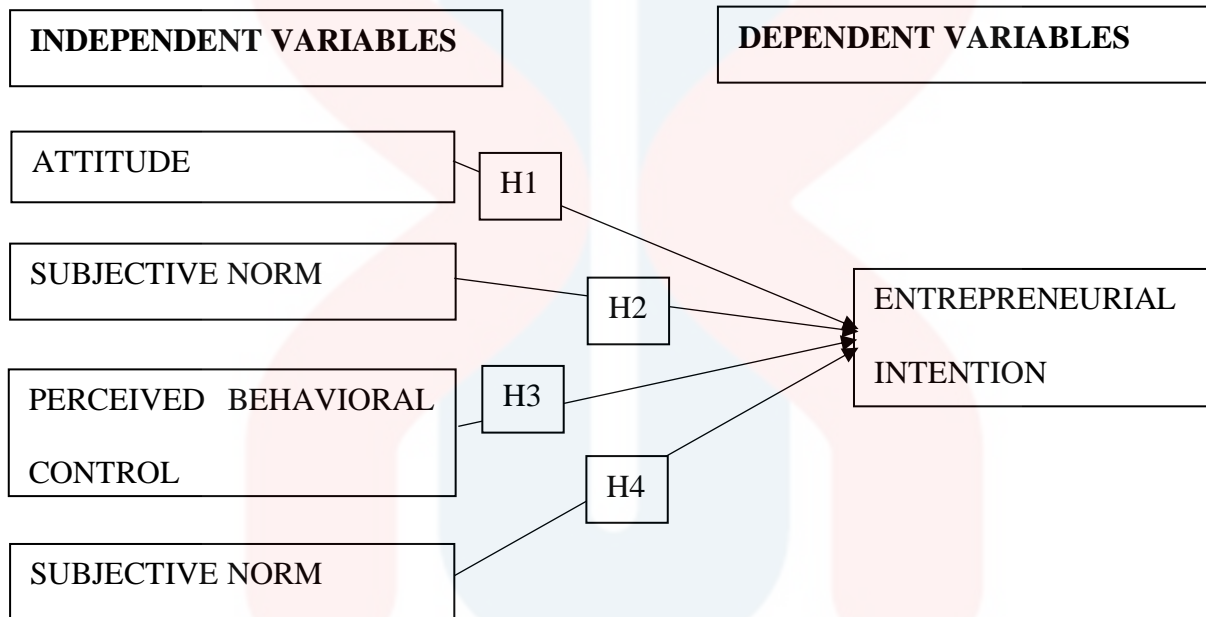 INDEPENDENT VARIABLES
DEPENDENT VARIABLES
ATTITUDE
H1
SUBJECTIVE NORM
H2
ENTREPRENEURIAL
INTENTION
PERCEIVED BEHAVIORAL
CONTROL
H3
H4
SUBJECTIVE NORM